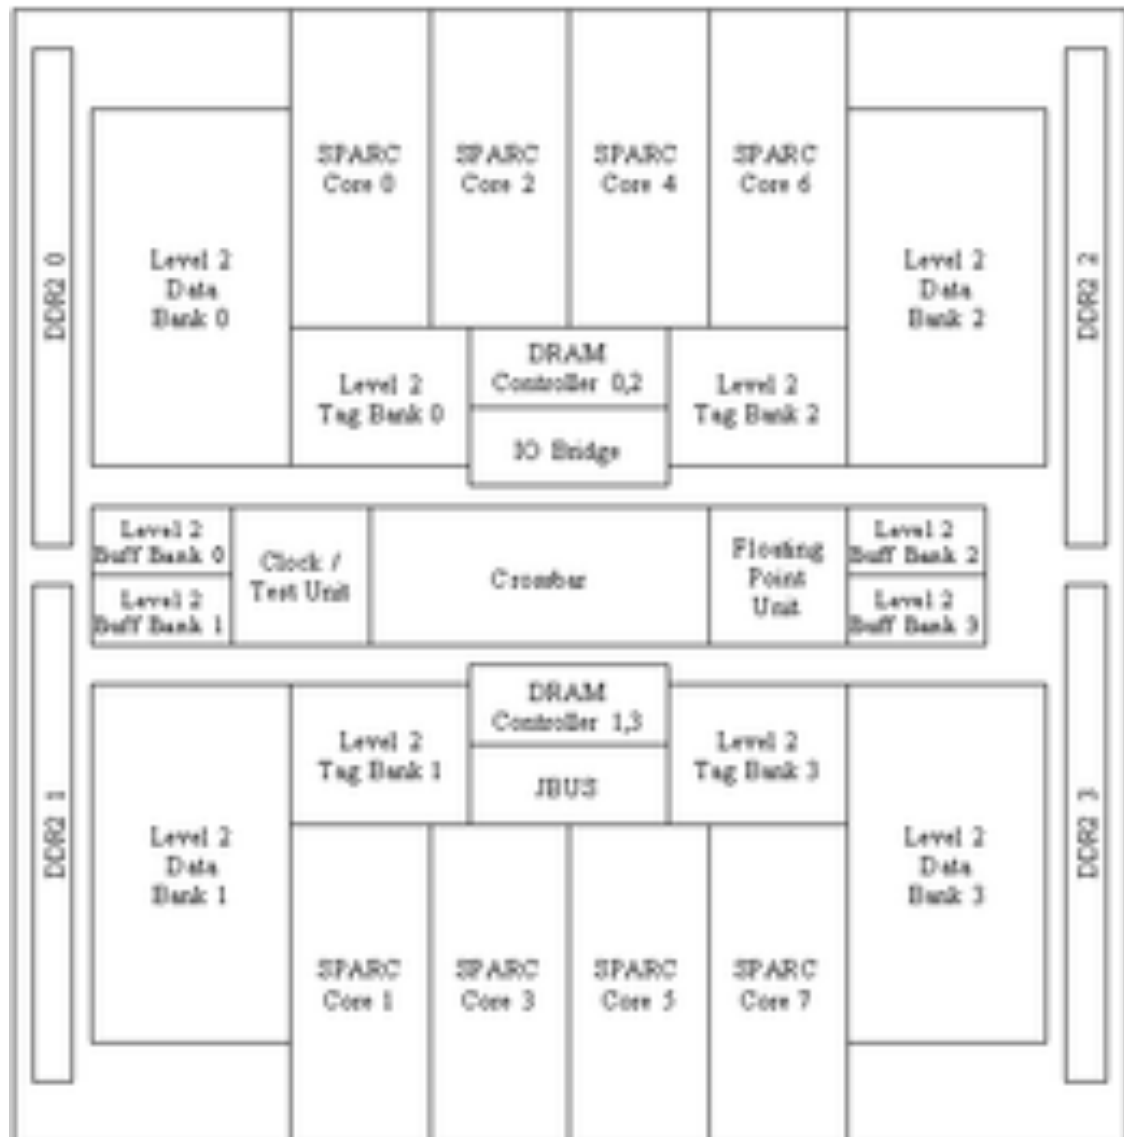 SPARC
Core 0
SPARC
Core 2
SPARC
Core 4
SPARC
Core 6
DDR2 0
Level 2
Data
Bank 0
Level 2
Data
Bank 2
DDR2 2
Level 2
Tag Bank 0
DRAM
Controller 0,2
IO Bridge
Level 2
Tag Bank 2
Level 2
Buff Bank 0
Level 2
Buff Bank 1
Clock /
Test Unit
Crossbar
Floating
Point
Unit
Level 2
Buff Bank 2
Level 2
Buff Bank 3
Level 2
Tag Bank 1
DRAM
Controller 1,3
JBUS
Level 2
Tag Bank 3
DDR2 1
Level 2
Data
Bank 1
Level 2
Data
Bank 3
DDR2 3
SPARC
Core 1
SPARC
Core 3
SPARC
Core 5
SPARC
Core 7